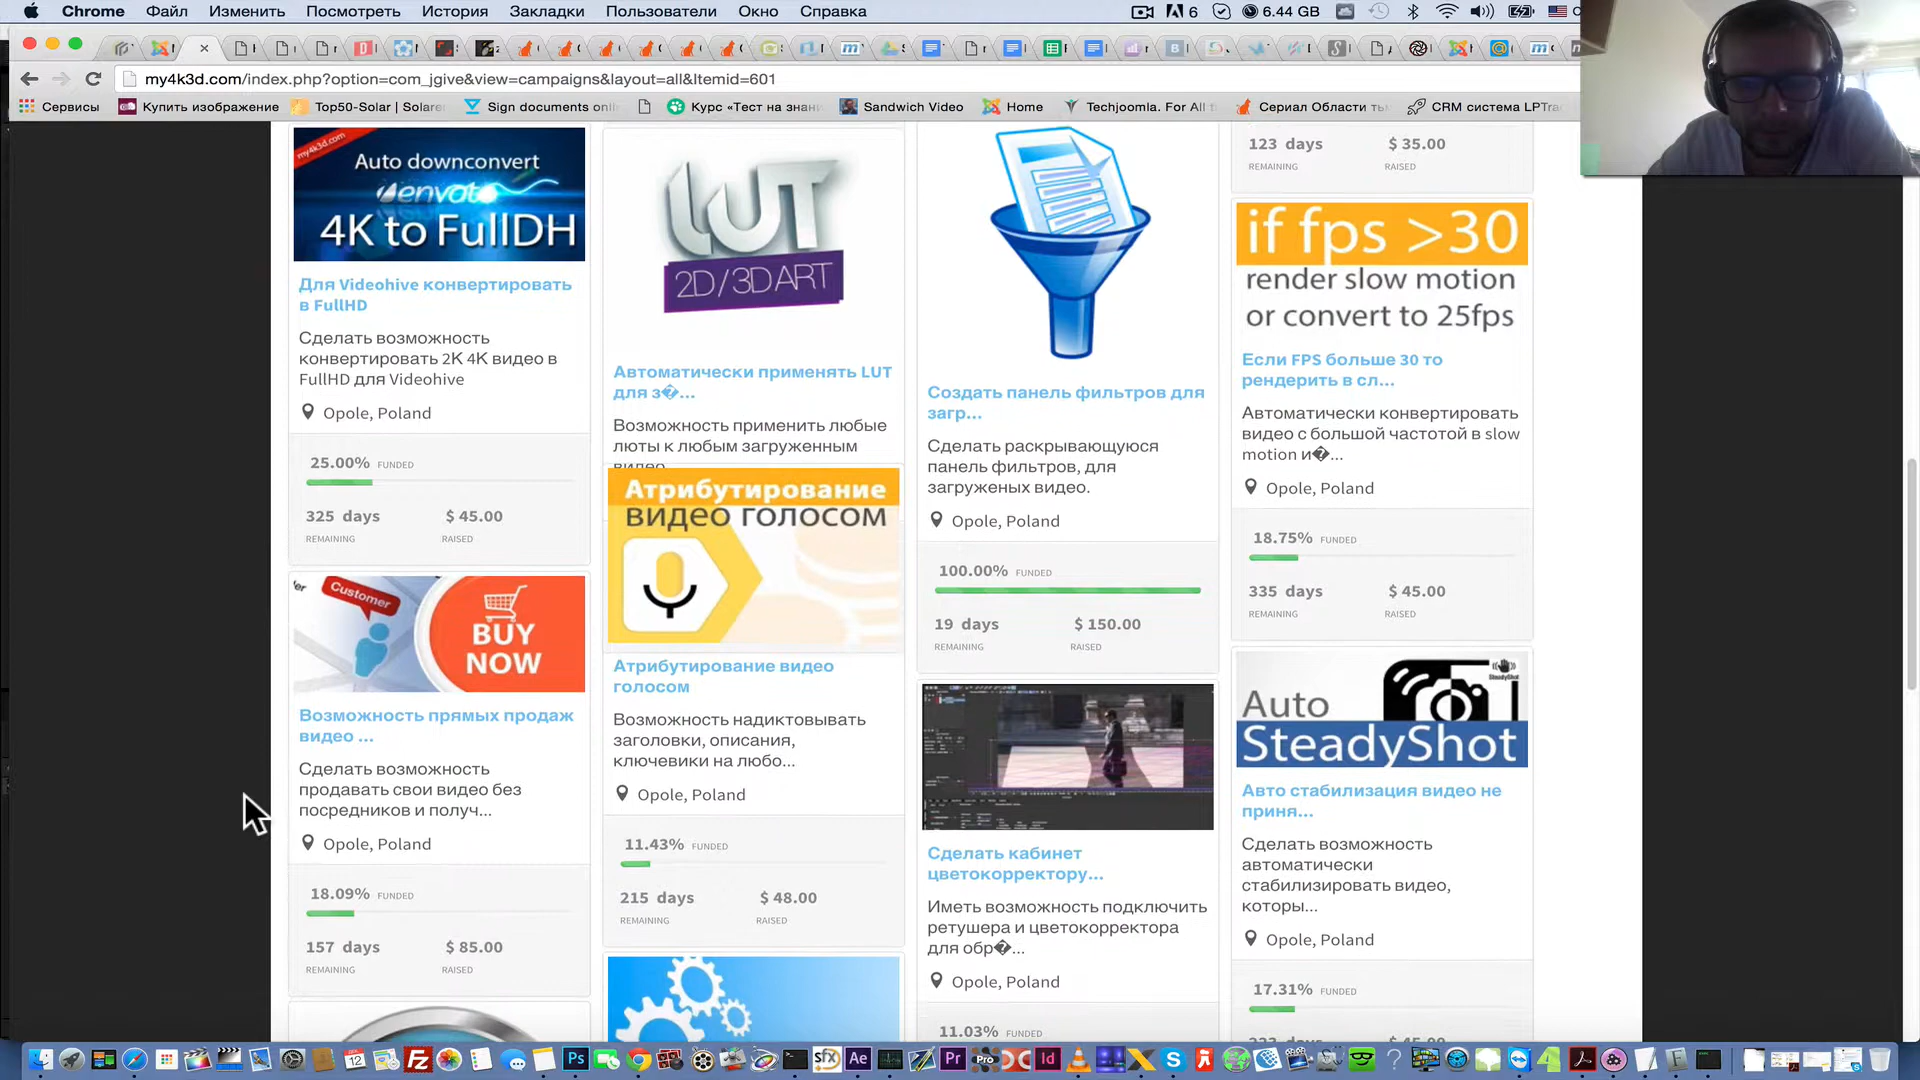 Chrome Файл Изменить Посмотреть История Закладки Пользователи Окно Справка 6 6.44 GB
my4k3d.com/index.php?option=com_jgive&view=campaigns&layout=all&Itemid=601
Сервисы Купить изображение Top50-Solar | Solar Sign documents onli Курс «Тест на знан Sandwich Video Home Techjoomla. For All Сериал Области ть CRM система LPTra
my4k3d.com
Auto downconvert
envato
4K to FullDH
Для Videohive конвертировать
в FullHD
Сделать возможность
конвертировать 2К 4К видео в
FullHD для Videohive
Opole, Poland
25.00% FUNDED
325 days $ 45.00
REMAINING RAISED
Customer
BUY
NOW
Возможность прямых продаж
видео ...
Сделать возможность
продавать свои видео без
посредников и получ...
Opole, Poland
18.09% FUNDED
157 days $ 85.00
REMAINING RAISED
LUT
2D/3DART
Автоматически применять LUT
для з�...
Возможность применить любые
люты к любым загруженным
видео
Атрибутирование
видео голосом
Атрибутирование видео
голосом
Возможность надиктовывать
заголовки, описания,
ключевики на любо...
Opole, Poland
11.43% FUNDED
215 days $ 48.00
REMAINING RAISED
Создать панель фильтров для
загр...
Сделать раскрывающуюся
панель фильтров, для
загруженых видео.
Opole, Poland
100.00% FUNDED
19 days $ 150.00
REMAINING RAISED
Сделать кабинет
цветокорректору...
Иметь возможность подключить
ретушера и цветокорректора
для обр�...
Opole, Poland
11.03% FUNDED
123 days $ 35.00
REMAINING RAISED
if fps >30
render slow motion
or convert to 25fps
Если FPS больше 30 то
рендерить в сл...
Автоматически конвертировать
видео с большой частотой в slow
motion и�...
Opole, Poland
18.75% FUNDED
335 days $ 45.00
REMAINING RAISED
Auto
SteadyShot
Авто стабилизация видео не
приня...
Сделать возможность
автоматически
стабилизировать видео,
которы...
Opole, Poland
17.31% FUNDED